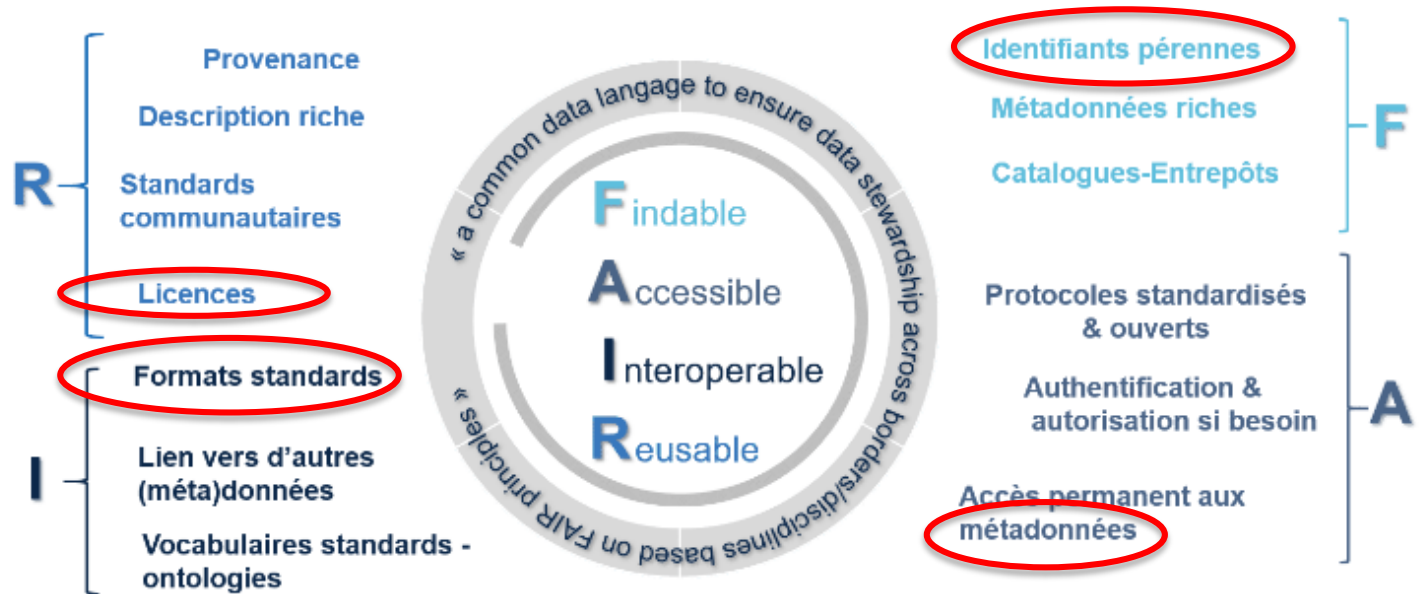 R
Provenance
Description riche
Standards
communautaires
Licences
I
Formats standards
Lien vers d'autres
(méta)données
Vocabulaires standards -
ontologies
« a common data langage to ensure data stewardship across borders/disciplines based on FAIR principles »
Findable
Accessible
Interoperable
Reusable
F
Identifiants pérennes
Métadonnées riches
Catalogues-Entrepôts
A
Protocoles standardisés
& ouverts
Authentification &
autorisation si besoin
Accès permanent aux
métadonnées